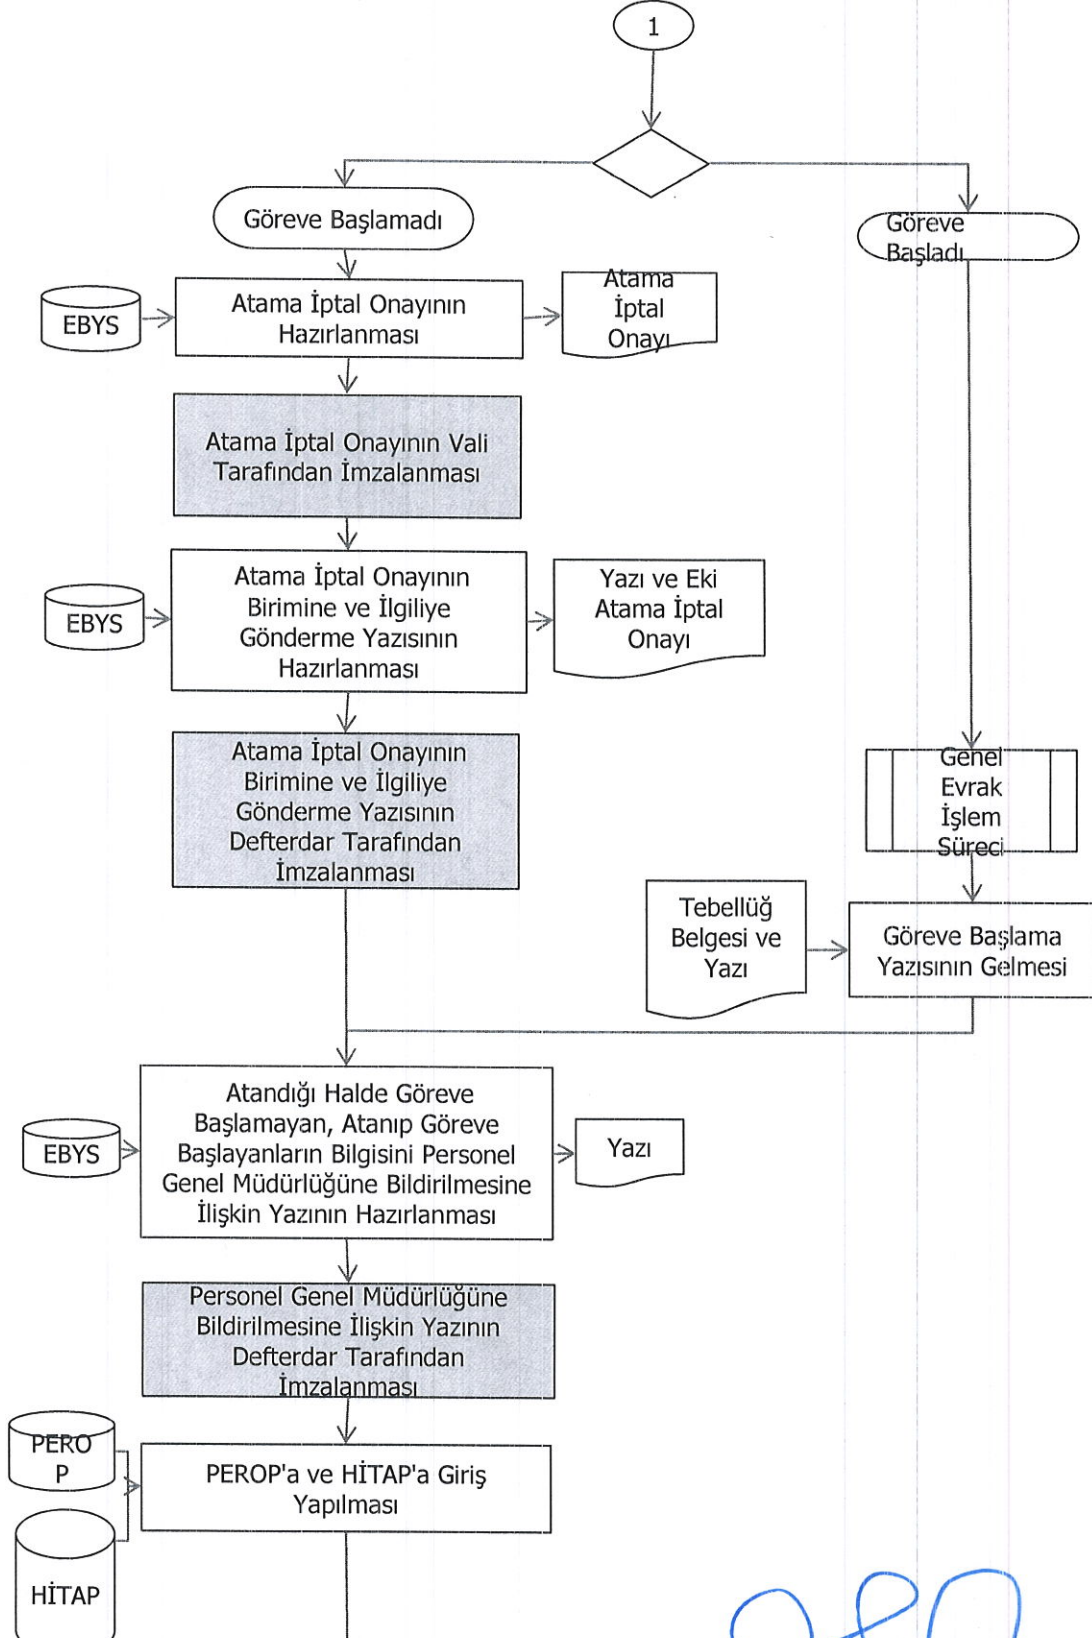 1
Göreve Başlamadı
Göreve
Başladı
EBYS
Atama İptal Onayının
Hazırlanması
Atama
İptal
Onayı
Atama İptal Onayının Vali
Tarafından İmzalanması
EBYS
Atama İptal Onayının
Birimine ve İlgiliye
Gönderme Yazısının
Hazırlanması
Yazı ve Eki
Atama İptal
Onayı
Atama İptal Onayının
Birimine ve İlgiliye
Gönderme Yazısının
Defterdar Tarafından
İmzalanması
Genel
Evrak
İşlem
Süreci
Tebellüğ
Belgesi ve
Yazı
Göreve Başlama
Yazısının Gelmesi
EBYS
Atandığı Halde Göreve
Başlamayan, Atanıp Göreve
Başlayanların Bilgisini Personel
Genel Müdürlüğüne Bildirilmesine
İlişkin Yazının Hazırlanması
Yazı
Personel Genel Müdürlüğüne
Bildirilmesine İlişkin Yazının
Defterdar Tarafından
İmzalanması
PERO
P
HİTAP
PEROP'a ve HİTAP'a Giriş
Yapılması